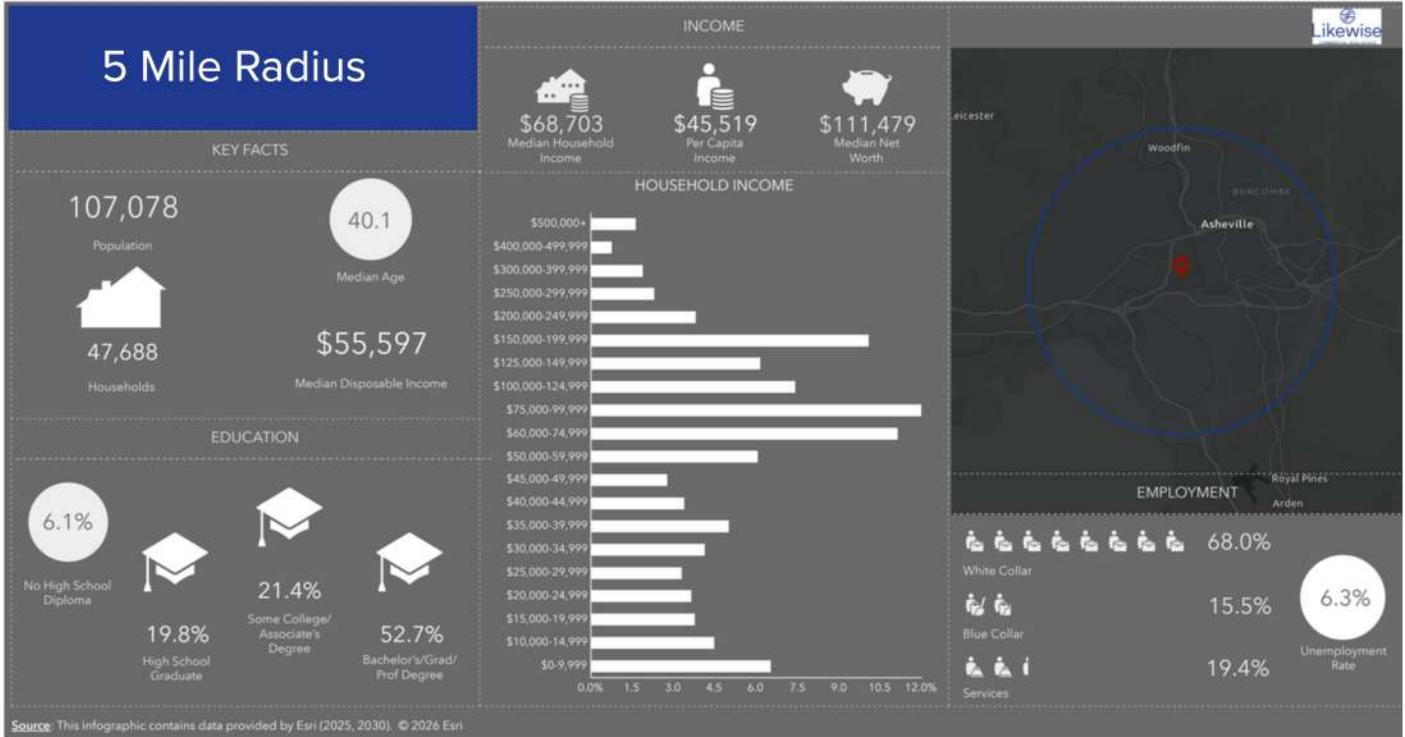 5 Mile Radius
KEY FACTS
107,078
Population
40.1
Median Age
47,688
Households
$55,597
Median Disposable Income
EDUCATION
6.1%
No High School
Diploma
19.8%
High School
Graduate
21.4%
Some College/
Associate's
Degree
52.7%
Bachelor's/Grad/
Prof Degree
INCOME
$68,703
Median Household
Income
$45,519
Per Capita
Income
$111,479
Median Net
Worth
HOUSEHOLD INCOME
$500,000+
$400,000-499,999
$300,000-399,999
$250,000-299,999
$200,000-249,999
$150,000-199,999
$125,000-149,999
$100,000-124,999
$75,000-99,999
$60,000-74,999
$50,000-59,999
$45,000-49,999
$40,000-44,999
$35,000-39,999
$30,000-34,999
$25,000-29,999
$20,000-24,999
$15,000-19,999
$10,000-14,999
$0-9,999
0.0% 1.5 3.0 4.5 6.0 7.5 9.0 10.5 12.0%
Likewise
Leicester
Woodfin
BUNCOMBE
Asheville
Royal Pines
Arden
EMPLOYMENT
68.0%
White Collar
15.5%
Blue Collar
19.4%
Services
6.3%
Unemployment
Rate
Source: This infographic contains data provided by Esri (2025, 2030). © 2026 Esri